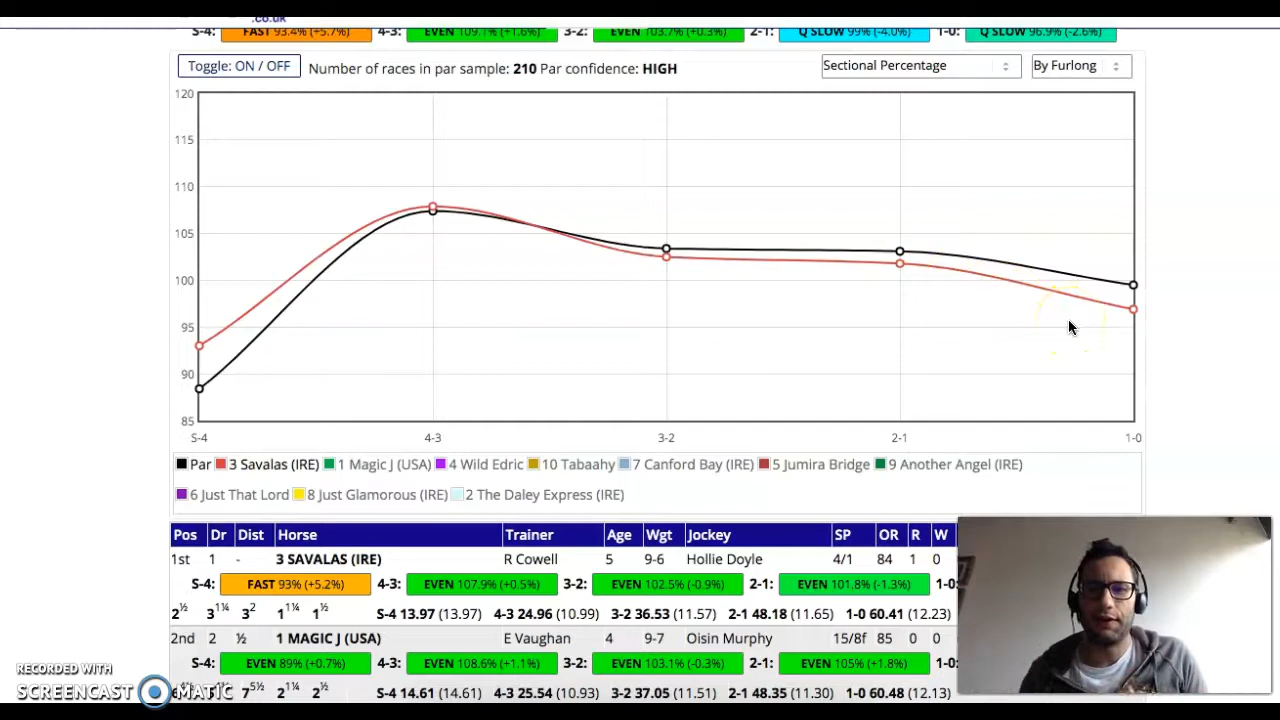 .co.uk
S-4: FAST 93.4% (+5.7%) 4-3: EVEN 109.1% (+1.6%) 3-2: EVEN 103.7% (+0.3%) 2-1: Q SLOW 99% (-4.0%) 1-0: Q SLOW 96.9% (-2.6%)
Toggle: ON / OFF Number of races in par sample: 210 Par confidence: HIGH Sectional Percentage By Furlong
120
115
110
105
100
95
90
85
S-4 4-3 3-2 2-1 1-0
Par 3 Savalas (IRE) 1 Magic J (USA) 4 Wild Edric 10 Tabaahy 7 Canford Bay (IRE) 5 Jumira Bridge 9 Another Angel (IRE)
6 Just That Lord 8 Just Glamorous (IRE) 2 The Daley Express (IRE)
Pos Dr Dist Horse Trainer Age Wgt Jockey SP OR R W
1st 1 - 3 SAVALAS (IRE) R Cowell 5 9-6 Hollie Doyle 4/1 84 1 0
S-4: FAST 93% (+5.2%) 4-3: EVEN 107.9% (+0.5%) 3-2: EVEN 102.5% (-0.9%) 2-1: EVEN 101.8% (-1.3%) 1-0:
2½ 31¼ 3² 11¼ 1½ S-4 13.97 (13.97) 4-3 24.96 (10.99) 3-2 36.53 (11.57) 2-1 48.18 (11.65) 1-0 60.41 (12.23)
2nd 2 ½ 1 MAGIC J (USA) E Vaughan 4 9-7 Oisin Murphy 15/8f 85 0 0
S-4: EVEN 89% (+0.7%) 4-3: EVEN 108.6% (+1.1%) 3-2: EVEN 103.1% (-0.3%) 2-1: EVEN 105% (+1.8%) 1-0:
75½ 21¼ 2½ S-4 14.61 (14.61) 4-3 25.54 (10.93) 3-2 37.05 (11.51) 2-1 48.35 (11.30) 1-0 60.48 (12.13)
RECORDED WITH
SCREENCAST MATIC